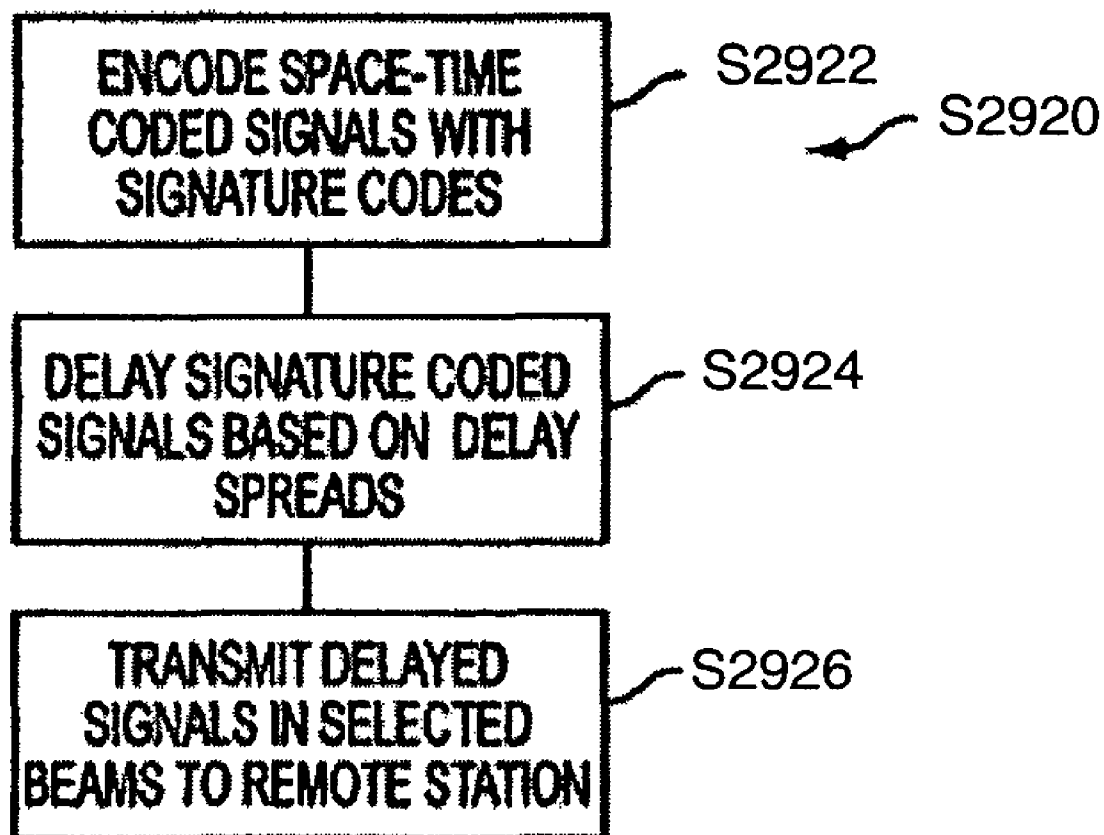 ENCODE SPACE-TIME
CODED SIGNALS WITH
SIGNATURE CODES
S2922
S2920
DELAY SIGNATURE CODED
SIGNALS BASED ON DELAY
SPREADS
S2924
TRANSMIT DELAYED
SIGNALS IN SELECTED
BEAMS TO REMOTE STATION
S2926